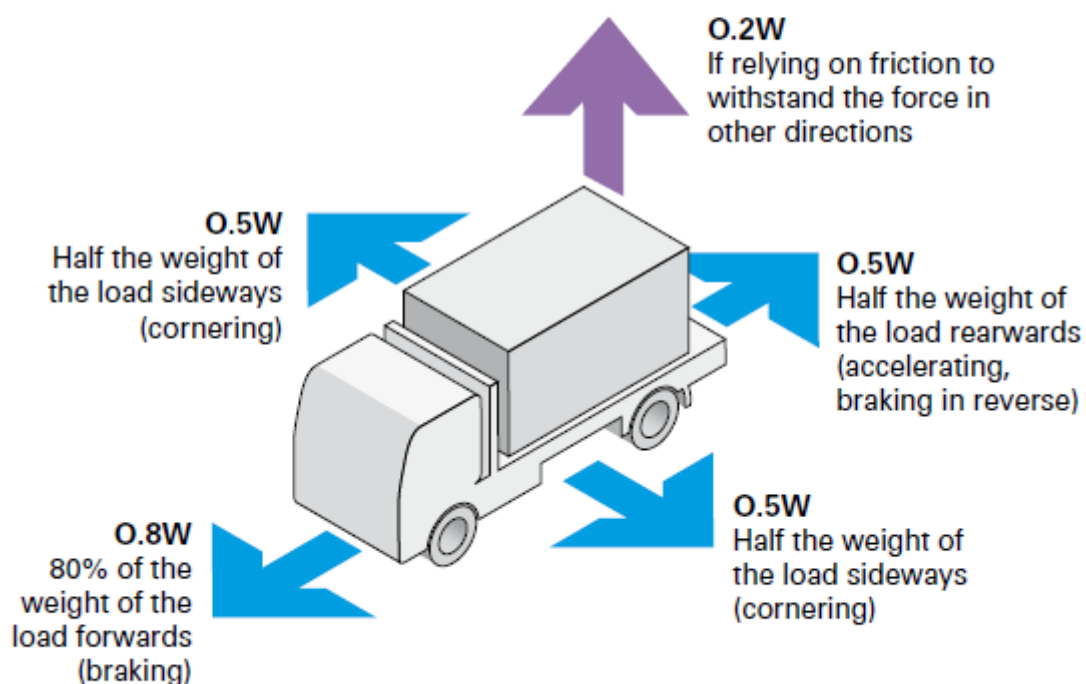 O.2W
If relying on friction to
withstand the force in
other directions
O.5W
Half the weight of
the load sideways
(cornering)
O.5W
Half the weight of
the load rearwards
(accelerating,
braking in reverse)
O.8W
80% of the
weight of the
load forwards
(braking)
O.5W
Half the weight of
the load sideways
(cornering)